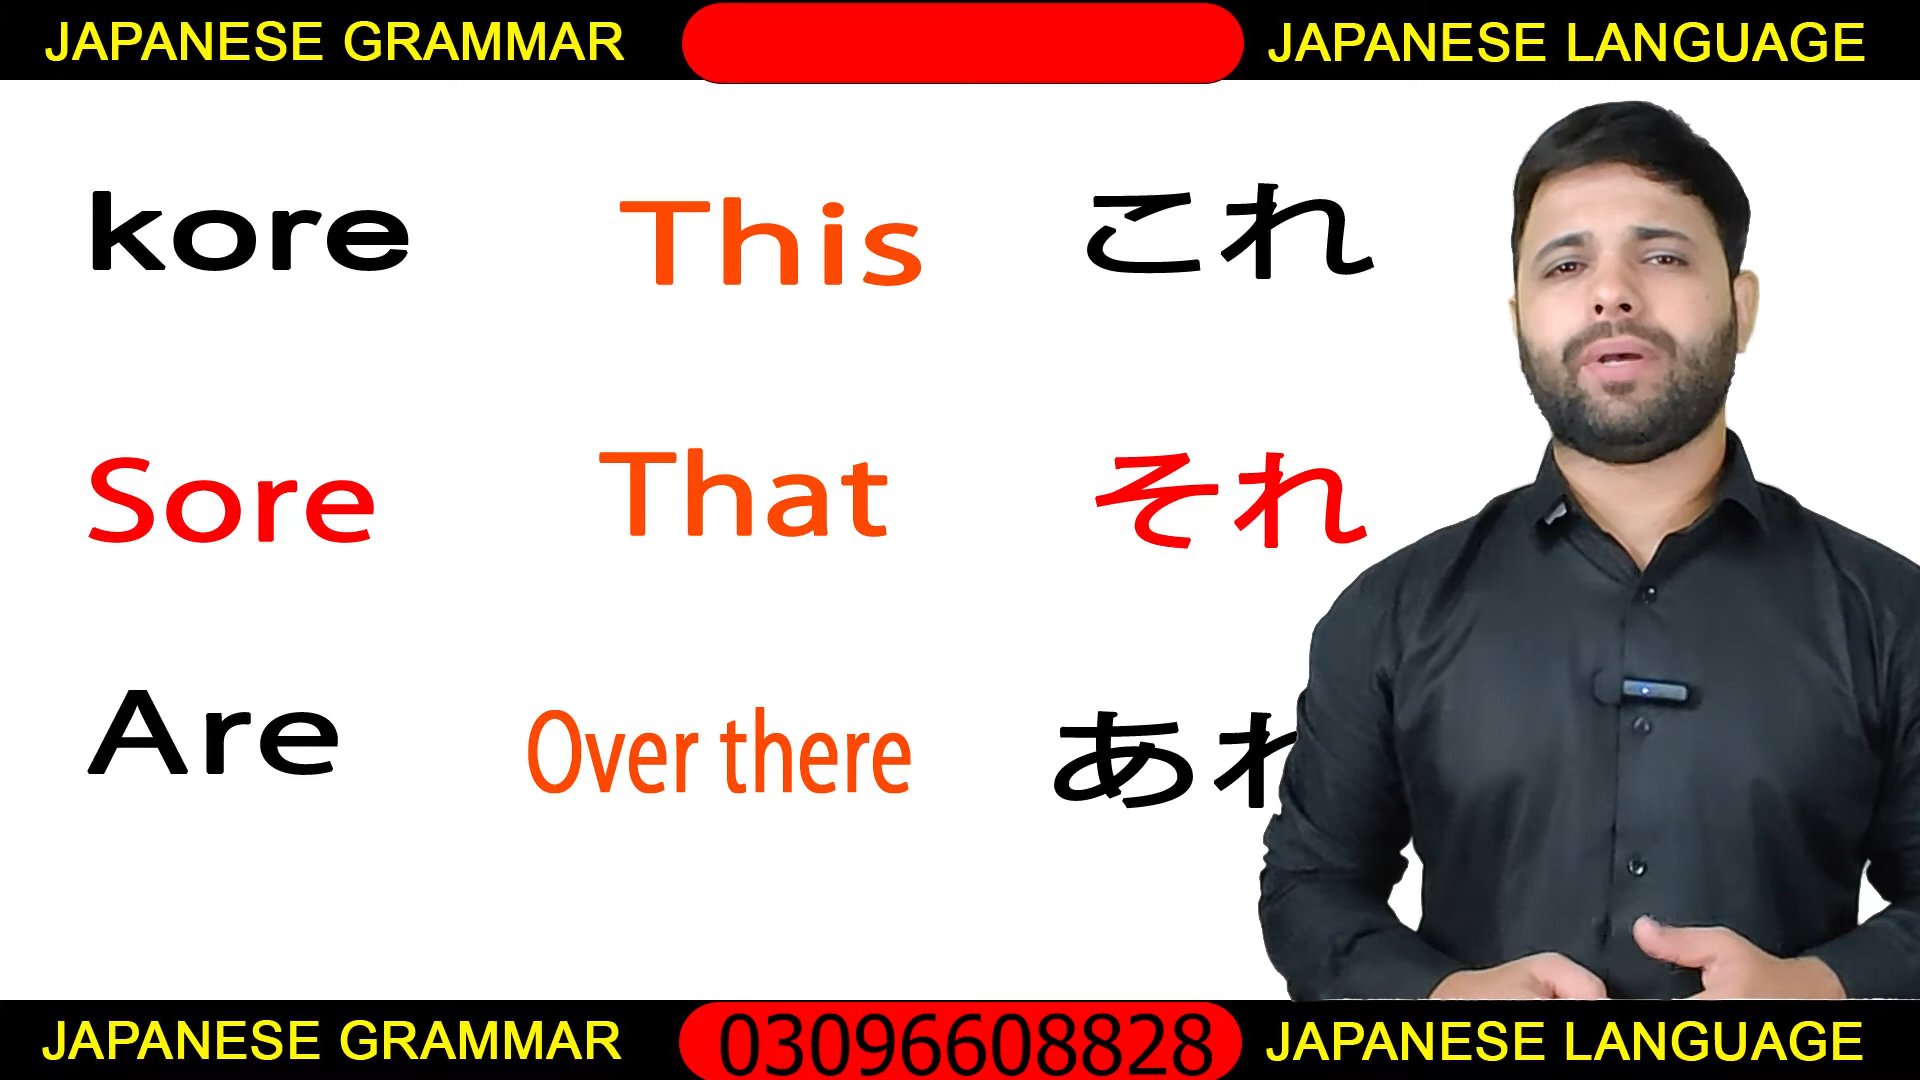 JAPANESE GRAMMAR JAPANESE LANGUAGE
kore This これ
Sore That それ
Are Over there あれ
JAPANESE GRAMMAR 03096608828 JAPANESE LANGUAGE